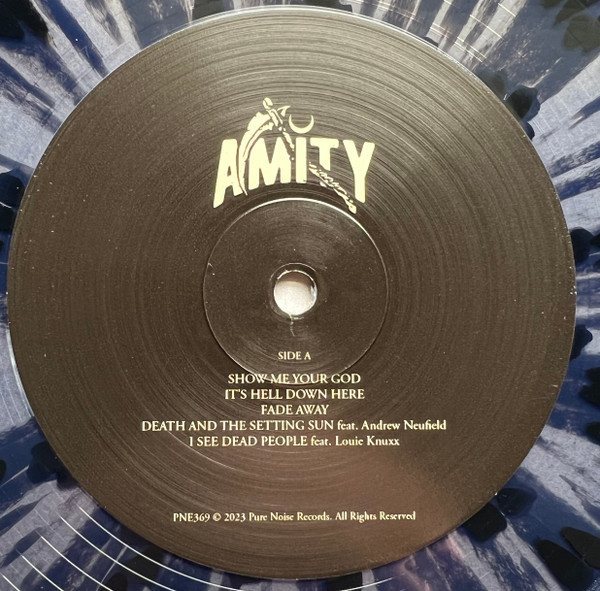 AMITY
SIDE A
SHOW ME YOUR GOD
IT'S HELL DOWN HERE
FADE AWAY
DEATH AND THE SETTING SUN feat. Andrew Neufield
I SEE DEAD PEOPLE feat. Louie Knuxx
PNE369 © 2023 Pure Noise Records. All Rights Reserved